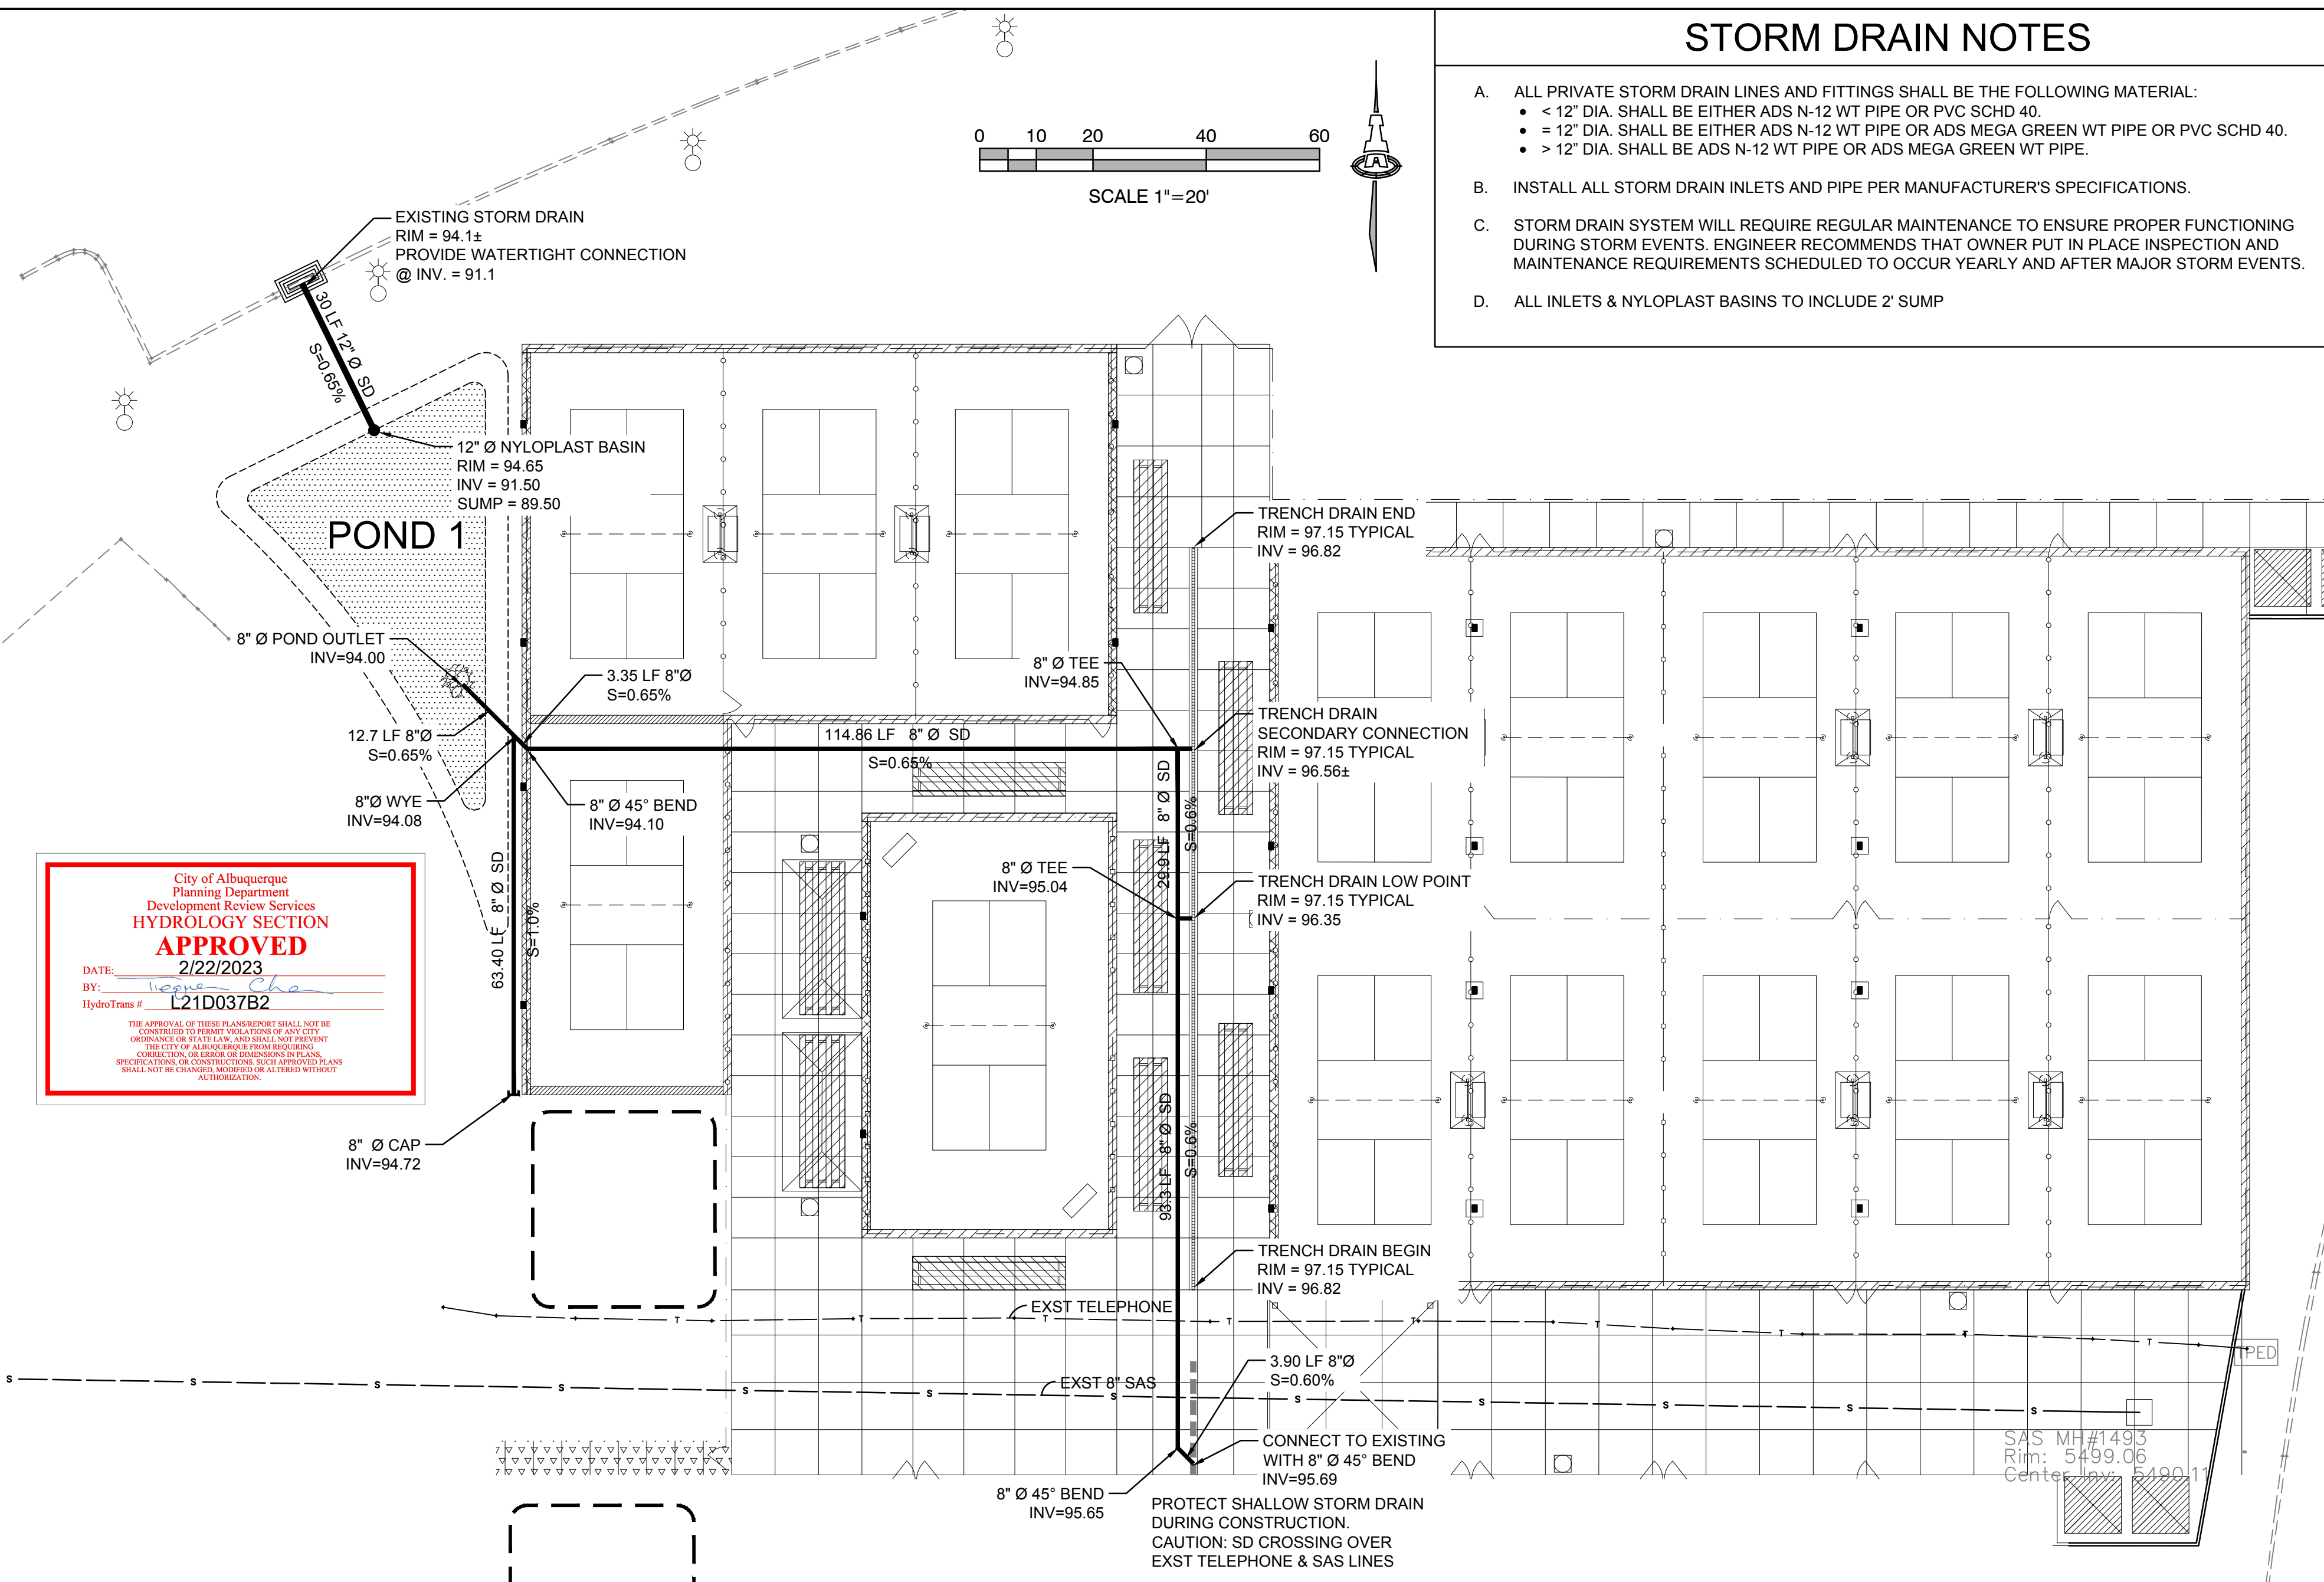 STORM DRAIN NOTES
A. ALL PRIVATE STORM DRAIN LINES AND FITTINGS SHALL BE THE FOLLOWING MATERIAL:
• < 12” DIA. SHALL BE EITHER ADS N-12 WT PIPE OR PVC SCHD 40.
• = 12” DIA. SHALL BE EITHER ADS N-12 WT PIPE OR ADS MEGA GREEN WT PIPE OR PVC SCHD 40.
• > 12” DIA. SHALL BE ADS N-12 WT PIPE OR ADS MEGA GREEN WT PIPE.
B. INSTALL ALL STORM DRAIN INLETS AND PIPE PER MANUFACTURER'S SPECIFICATIONS.
C. STORM DRAIN SYSTEM WILL REQUIRE REGULAR MAINTENANCE TO ENSURE PROPER FUNCTIONING
DURING STORM EVENTS. ENGINEER RECOMMENDS THAT OWNER PUT IN PLACE INSPECTION AND
MAINTENANCE REQUIREMENTS SCHEDULED TO OCCUR YEARLY AND AFTER MAJOR STORM EVENTS.
D. ALL INLETS & NYLOPLAST BASINS TO INCLUDE 2' SUMP
0 10 20 40 60
SCALE 1"=20'
EXISTING STORM DRAIN
RIM = 94.1±
PROVIDE WATERTIGHT CONNECTION
@ INV. = 91.1
30 LF 12" Ø SD
S=0.65%
12" Ø NYLOPLAST BASIN
RIM = 94.65
INV = 91.50
SUMP = 89.50
POND 1
TRENCH DRAIN END
RIM = 97.15 TYPICAL
INV = 96.82
8" Ø POND OUTLET
INV=94.00
3.35 LF 8"Ø
S=0.65%
8" Ø TEE
INV=94.85
TRENCH DRAIN
SECONDARY CONNECTION
RIM = 97.15 TYPICAL
INV = 96.56±
12.7 LF 8"Ø
S=0.65%
114.86 LF 8" Ø SD
S=0.65%
8"Ø WYE
INV=94.08
8" Ø 45° BEND
INV=94.10
29.9 LF 8" Ø SD
S=0.6%
8" Ø TEE
INV=95.04
TRENCH DRAIN LOW POINT
RIM = 97.15 TYPICAL
INV = 96.35
63.40 LF 8" Ø SD
S=1.0%
City of Albuquerque
Planning Department
Development Review Services
HYDROLOGY SECTION
APPROVED
DATE: 2/22/2023
BY:
HydroTrans # L21D037B2
THE APPROVAL OF THESE PLANS/REPORT SHALL NOT BE
CONSTRUED TO PERMIT VIOLATIONS OF ANY CITY
ORDINANCE OR STATE LAW, AND SHALL NOT PREVENT
THE CITY OF ALBUQUERQUE FROM REQUIRING
CORRECTION, OR ERROR OR DIMENSIONS IN PLANS,
SPECIFICATIONS, OR CONSTRUCTIONS. SUCH APPROVED PLANS
SHALL NOT BE CHANGED, MODIFIED OR ALTERED WITHOUT
AUTHORIZATION.
8" Ø CAP
INV=94.72
93.3 LF 8" Ø SD
S=0.6%
TRENCH DRAIN BEGIN
RIM = 97.15 TYPICAL
INV = 96.82
EXST TELEPHONE
T T T T T T T T T
TPED
3.90 LF 8"Ø
S=0.60%
EXST 8" SAS
S S S S S S S S S S S S
CONNECT TO EXISTING
WITH 8" Ø 45° BEND
INV=95.69
8" Ø 45° BEND
INV=95.65
SAS MH#1493
Rim: 5499.06
Center Inv: 5490.11
PROTECT SHALLOW STORM DRAIN
DURING CONSTRUCTION.
CAUTION: SD CROSSING OVER
EXST TELEPHONE & SAS LINES